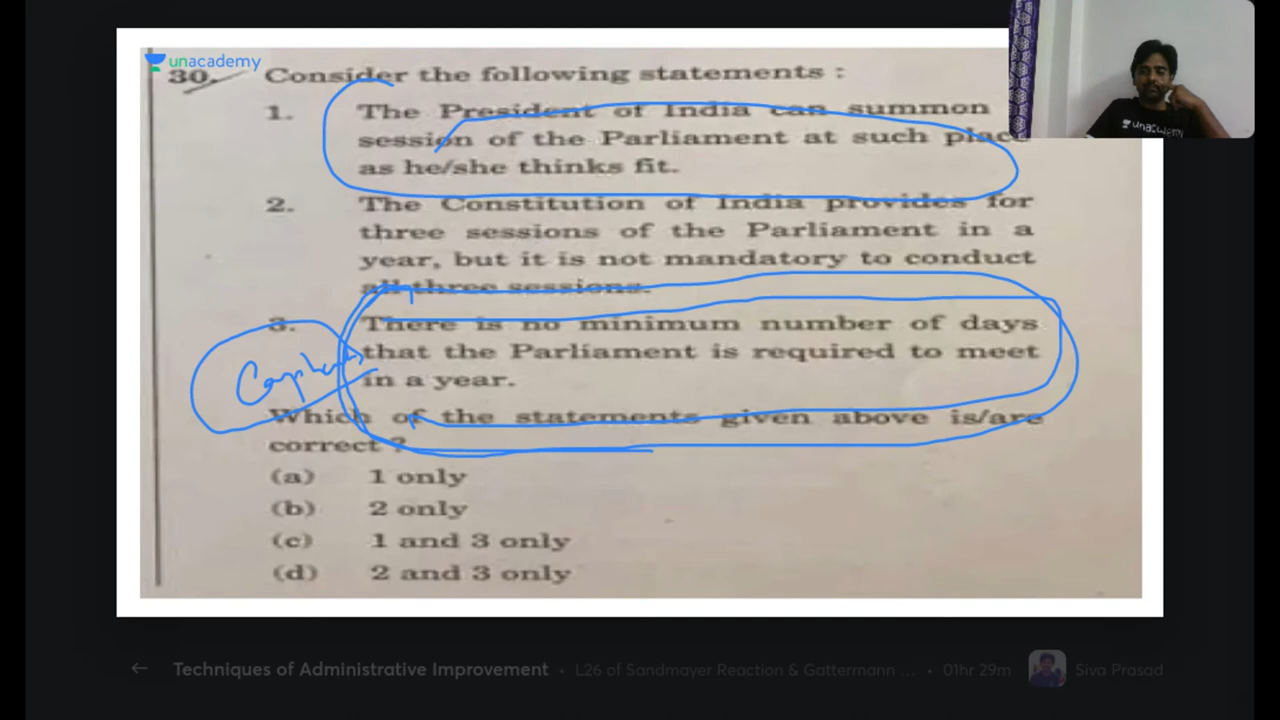 unacademy
30. Consider the following statements :
1. The President of India can summon
session of the Parliament at such place
as he/she thinks fit.
2. The Constitution of India provides for
three sessions of the Parliament in a
year, but it is not mandatory to conduct
all three sessions.
3. There is no minimum number of days
that the Parliament is required to meet
in a year.
Which of the statements given above is/are
correct ?
(a) 1 only
(b) 2 only
(c) 1 and 3 only
(d) 2 and 3 only
unacademy
← Techniques of Administrative Improvement • L26 of Sandmayer Reaction & Gattermann ... • 01hr 29m Siva Prasad